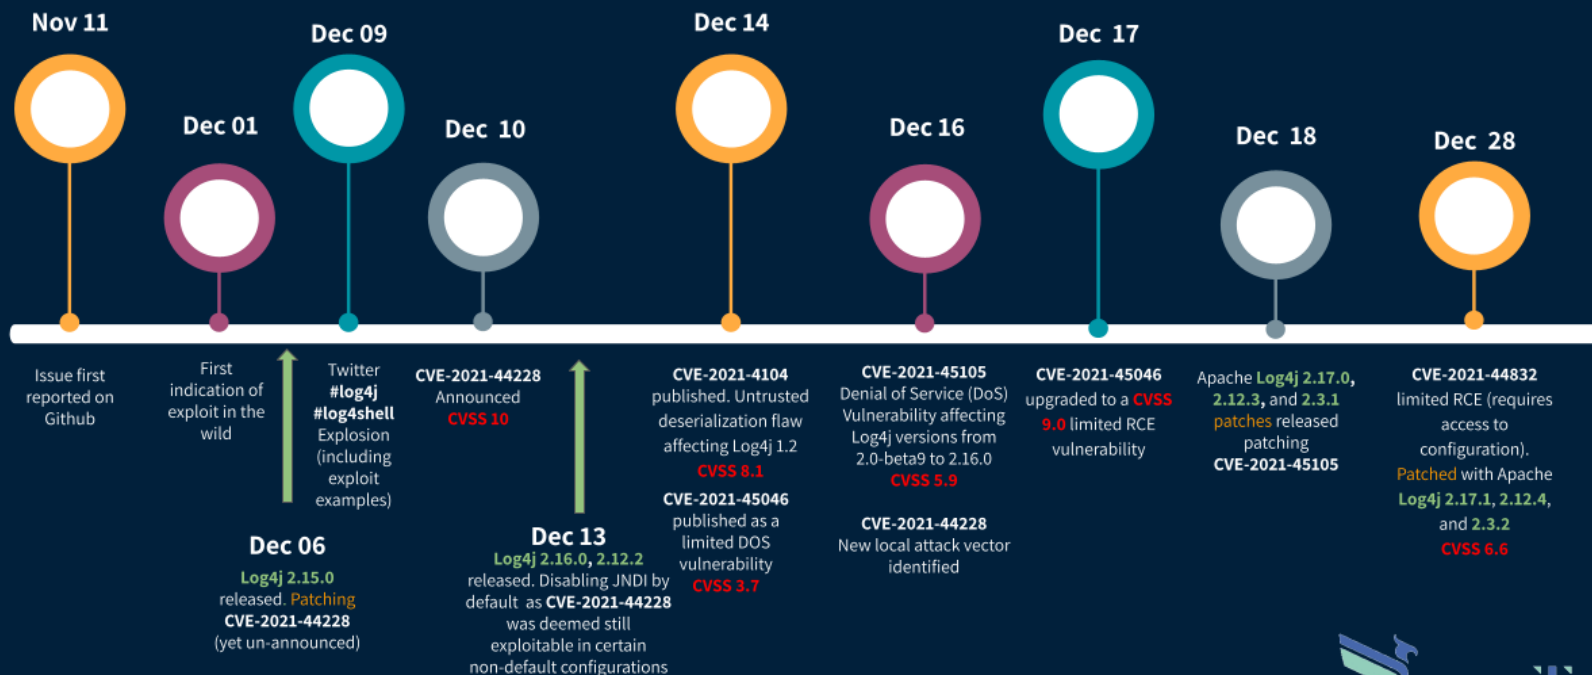 Nov 11
Issue first
reported on
Github
Dec 01
First
indication of
exploit in the
wild
Dec 06
Log4j 2.15.0
released. Patching
CVE-2021-44228
(yet un-announced)
Dec 09
Twitter
#log4j
#log4shell
Explosion
(including
exploit
examples)
Dec 10
CVE-2021-44228
Announced
CVSS 10
Dec 13
Log4j 2.16.0, 2.12.2
released. Disabling JNDI by
default as CVE-2021-44228
was deemed still
exploitable in certain
non-default configurations
Dec 14
CVE-2021-4104
published. Untrusted
deserialization flaw
affecting Log4j 1.2
CVSS 8.1
CVE-2021-45046
published as a
limited DOS
vulnerability
CVSS 3.7
Dec 16
CVE-2021-45105
Denial of Service (DoS)
Vulnerability affecting
Log4j versions from
2.0-beta9 to 2.16.0
CVSS 5.9
CVE-2021-44228
New local attack vector
identified
Dec 17
CVE-2021-45046
upgraded to a CVSS
9.0 limited RCE
vulnerability
Dec 18
Apache Log4j 2.17.0,
2.12.3, and 2.3.1
patches released
patching
CVE-2021-45105
Dec 28
CVE-2021-44832
limited RCE (requires
access to
configuration).
Patched with Apache
Log4j 2.17.1, 2.12.4,
and 2.3.2
CVSS 6.6